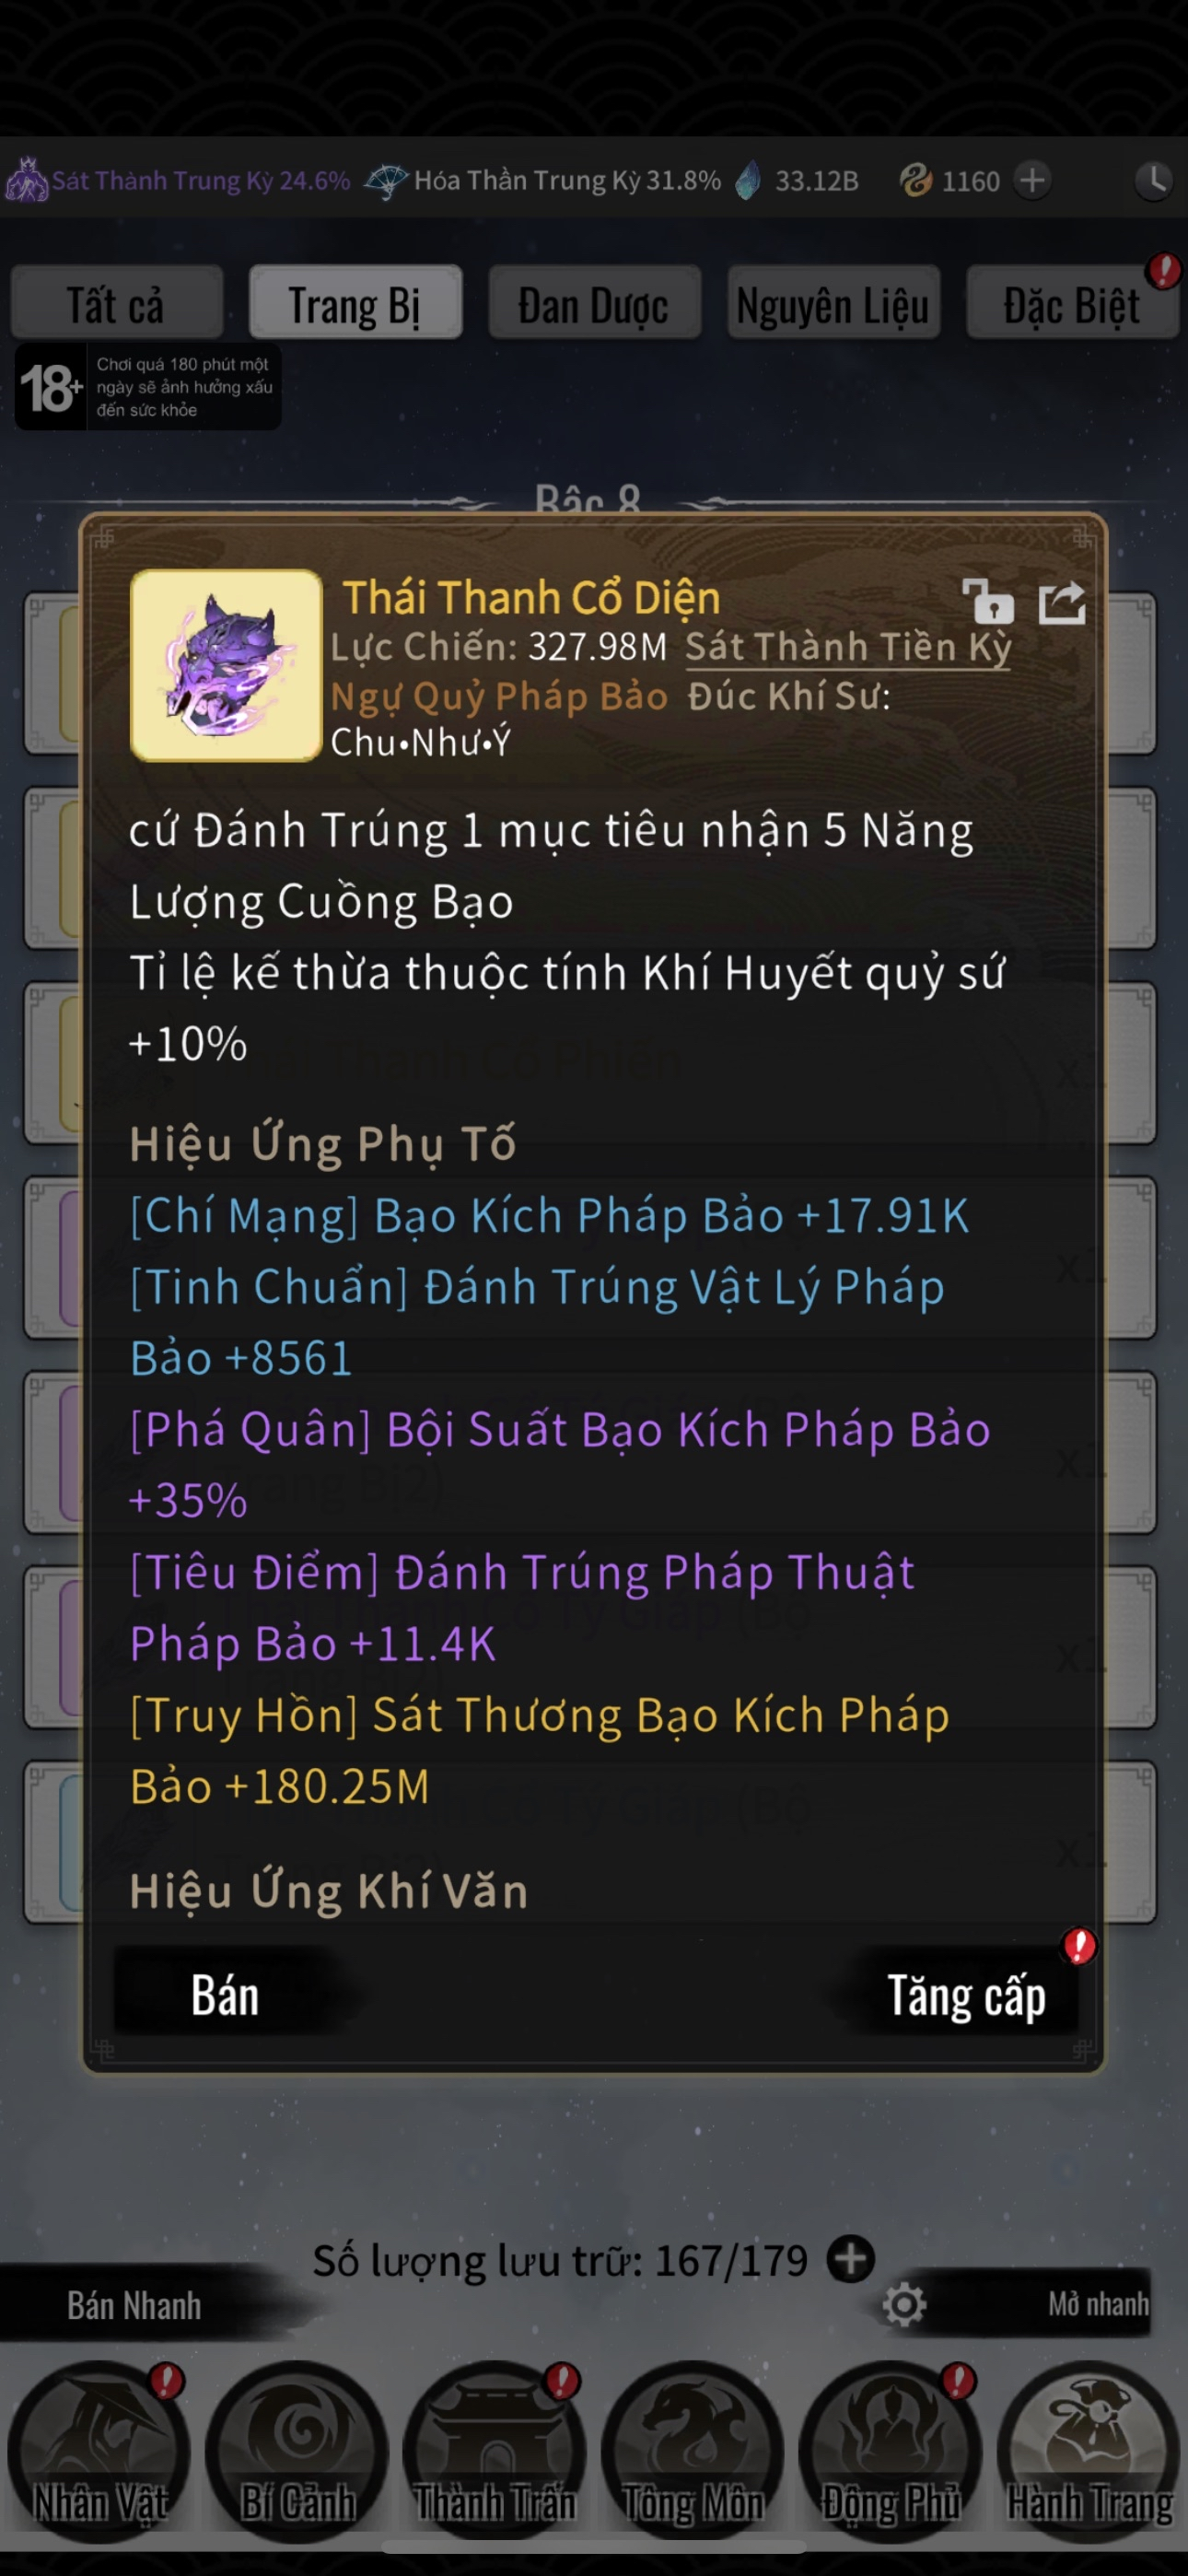 Sát Thành Trung Kỳ 24.6% Hóa Thần Trung Kỳ 31.8% 33.12B 1160
Tất cả Trang Bị Đan Dược Nguyên Liệu Đặc Biệt
18+
Chơi quá 180 phút một
ngày sẽ ảnh hưởng xấu
đến sức khỏe
Bậc 8
Thái Thanh Cổ Diện
Lực Chiến: 327.98M Sát Thành Tiền Kỳ
Ngự Quỷ Pháp Bảo Đúc Khí Sư:
Chu•Như•Ý
cứ Đánh Trúng 1 mục tiêu nhận 5 Năng
Lượng Cuồng Bạo
Tỉ lệ kế thừa thuộc tính Khí Huyết quỷ sứ
+10%
Hiệu Ứng Phụ Tố
[Chí Mạng] Bạo Kích Pháp Bảo +17.91K
[Tinh Chuẩn] Đánh Trúng Vật Lý Pháp
Bảo +8561
[Phá Quân] Bội Suất Bạo Kích Pháp Bảo
+35%
[Tiêu Điểm] Đánh Trúng Pháp Thuật
Pháp Bảo +11.4K
[Truy Hồn] Sát Thương Bạo Kích Pháp
Bảo +180.25M
Hiệu Ứng Khí Văn
Bán Tăng cấp
Số lượng lưu trữ: 167/179
Bán Nhanh Mở nhanh
Nhân Vật Bí Cảnh Thành Trấn Tông Môn Động Phủ Hành Trang